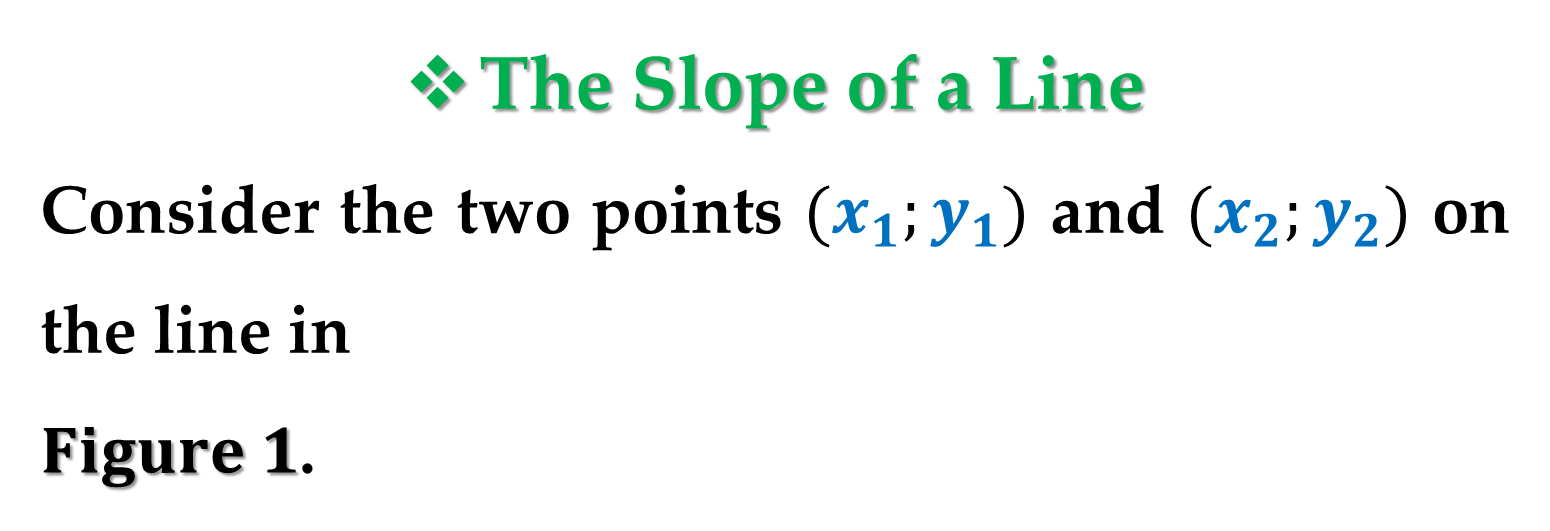 ❖ The Slope of a Line
Consider the two points (x₁; y₁) and (x₂; y₂) on
the line in
Figure 1.